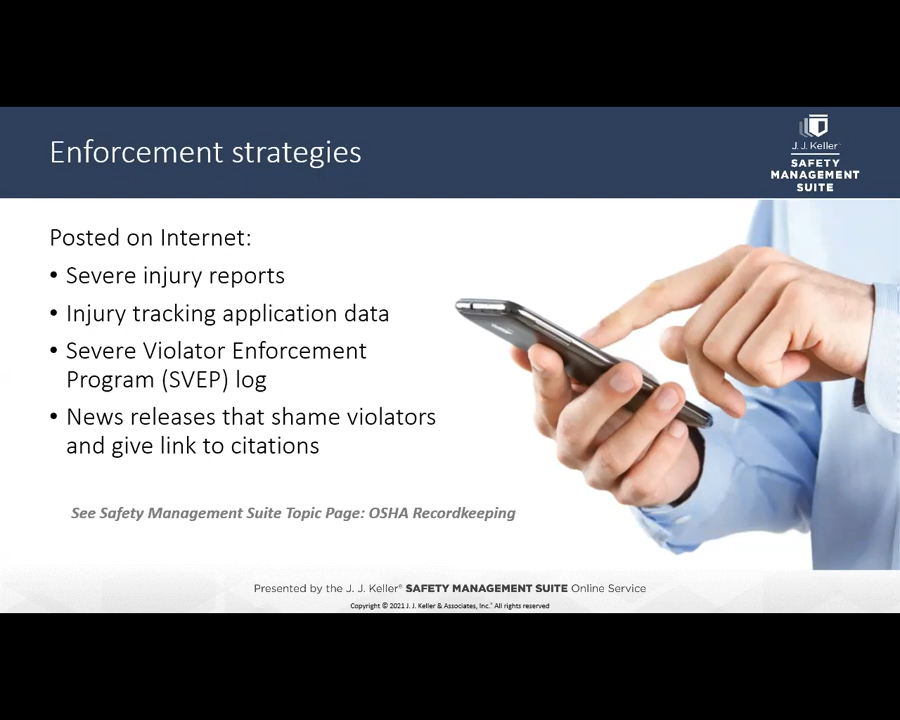 Enforcement strategies
J. J. Keller
SAFETY
MANAGEMENT
SUITE
Posted on Internet:
• Severe injury reports
• Injury tracking application data
• Severe Violator Enforcement
Program (SVEP) log
• News releases that shame violators
and give link to citations
See Safety Management Suite Topic Page: OSHA Recordkeeping
Presented by the J. J. Keller® SAFETY MANAGEMENT SUITE Online Service
Copyright © 2021 J. J. Keller & Associates, Inc.® All rights reserved